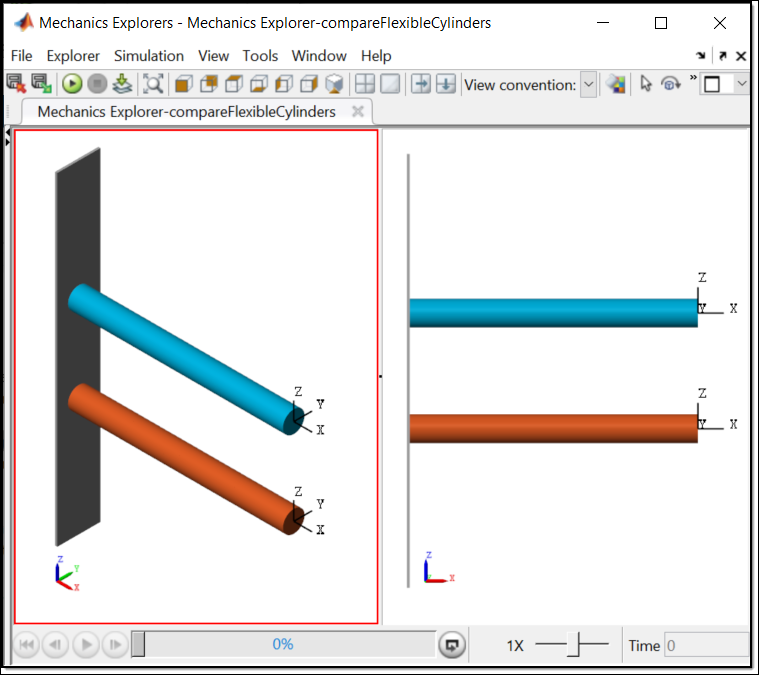 Mechanics Explorers - Mechanics Explorer-compareFlexibleCylinders
File Explorer Simulation View Tools Window Help
View convention:
Mechanics Explorer-compareFlexibleCylinders
Z
Y
X
Z
Y
X
Z
Y
X
Z
Y X
Z
Y X
Z
X
0%
1X
Time 0